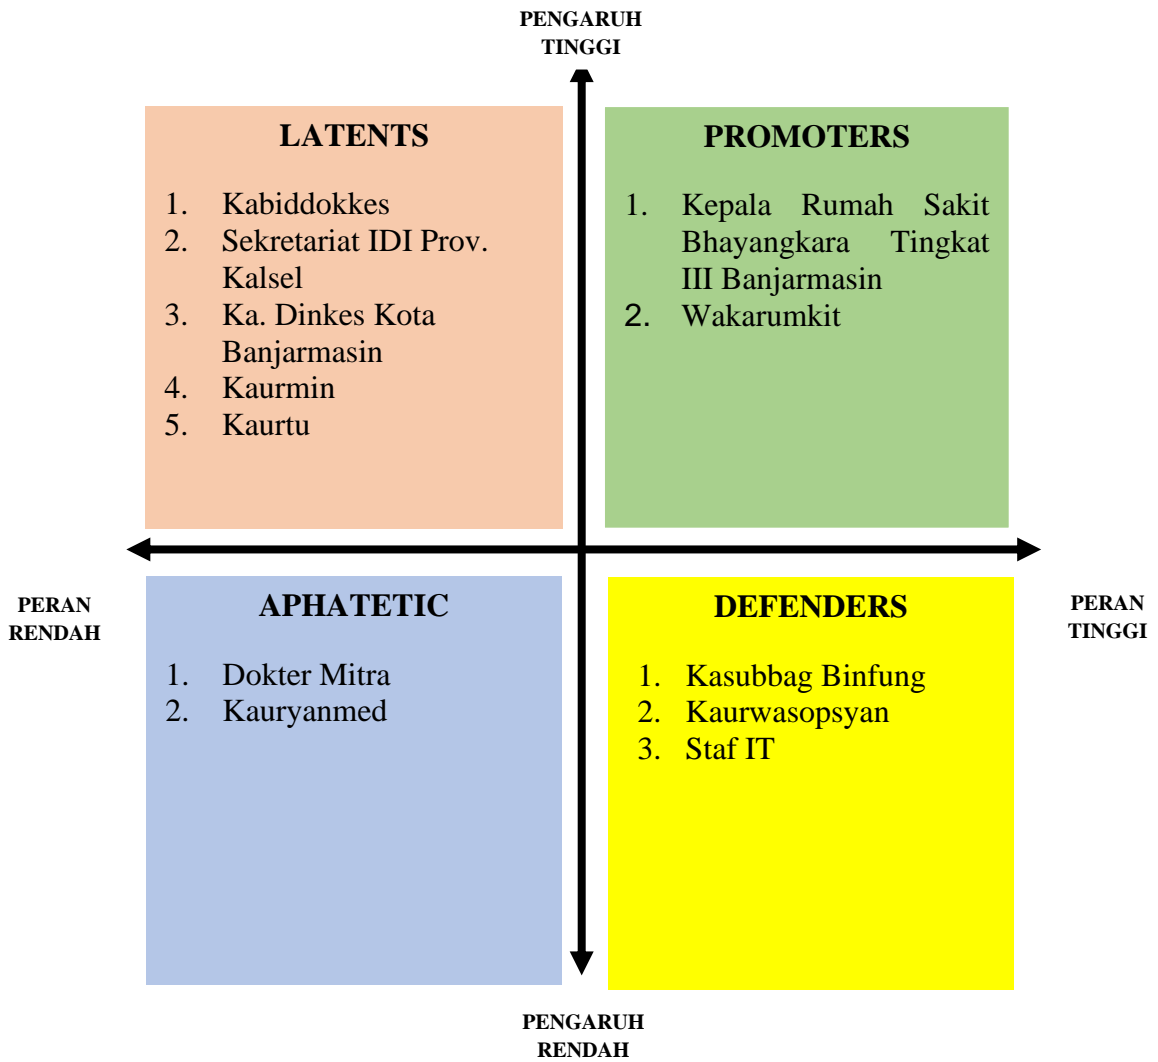 PENGARUH
TINGGI
LATENTS
1. Kabiddokkes
2. Sekretariat IDI Prov.
Kalsel
3. Ka. Dinkes Kota
Banjarmasin
4. Kaurmin
5. Kaurtu
PROMOTERS
1. Kepala Rumah Sakit
Bhayangkara Tingkat
III Banjarmasin
2. Wakarumkit
PERAN
RENDAH
APHATETIC
1. Dokter Mitra
2. Kauryanmed
DEFENDERS
1. Kasubbag Binfung
2. Kaurwasopsyan
3. Staf IT
PERAN
TINGGI
PENGARUH
RENDAH